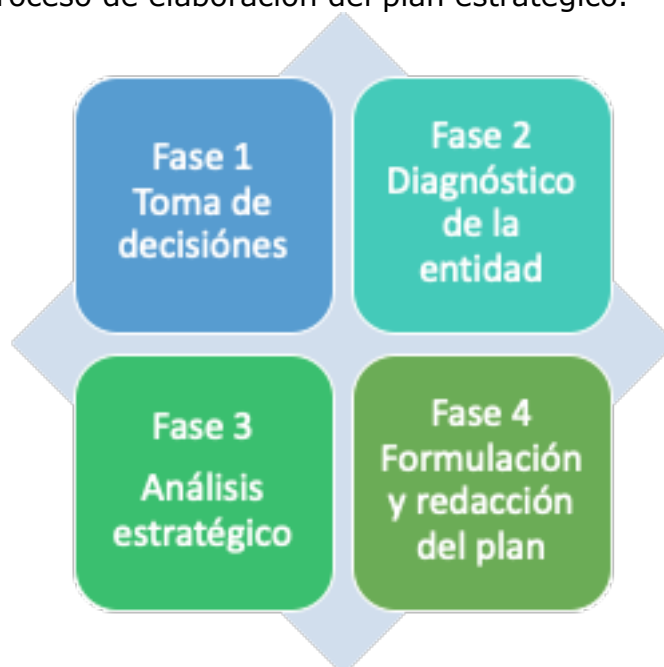 roceso de elaboración del plan estratégico.
Fase 1
Toma de
decisiónes
Fase 2
Diagnóstico
de la
entidad
Fase 3
Análisis
estratégico
Fase 4
Formulación
y redacción
del plan